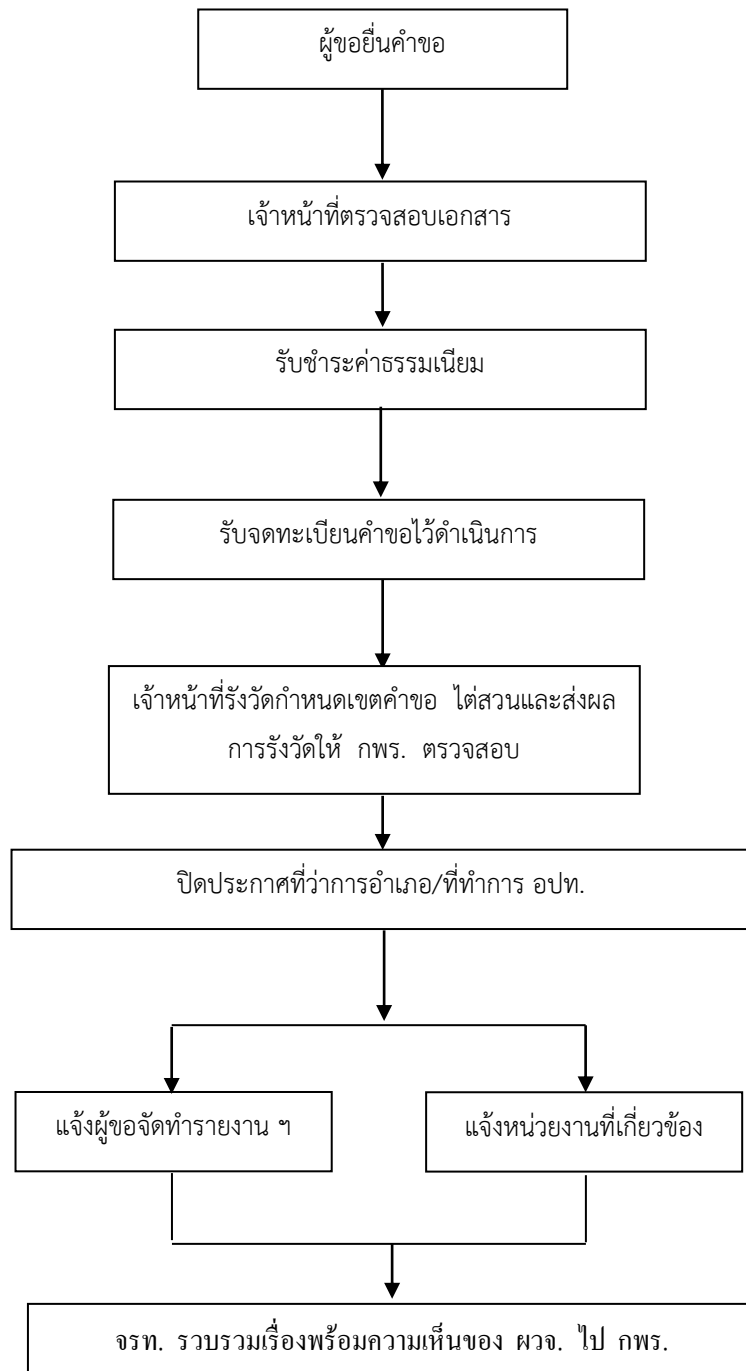 ผู้ขอยื่นคำขอ
เจ้าหน้าที่ตรวจสอบเอกสาร
รับชำระค่าธรรมเนียม
รับจดทะเบียนคำขอไว้ดำเนินการ
เจ้าหน้าที่รังวัดกำหนดเขตคำขอ ไต่สวนและส่งผล
การรังวัดให้ กพร. ตรวจสอบ
ปิดประกาศที่ว่าการอำเภอ/ที่ทำการ อปท.
แจ้งผู้ขอจัดทำรายงาน ฯ
แจ้งหน่วยงานที่เกี่ยวข้อง
จรท. รวบรวมเรื่องพร้อมความเห็นของ ผวจ. ไป กพร.